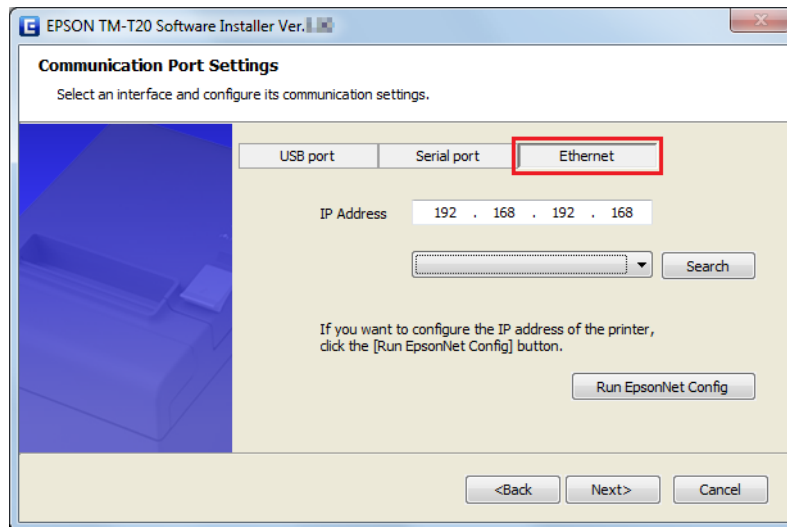 EPSON TM-T20 Software Installer Ver.
Communication Port Settings
Select an interface and configure its communication settings.
USB port Serial port Ethernet
IP Address 192 . 168 . 192 . 168
Search
If you want to configure the IP address of the printer,
click the [Run EpsonNet Config] button.
Run EpsonNet Config
<Back Next> Cancel